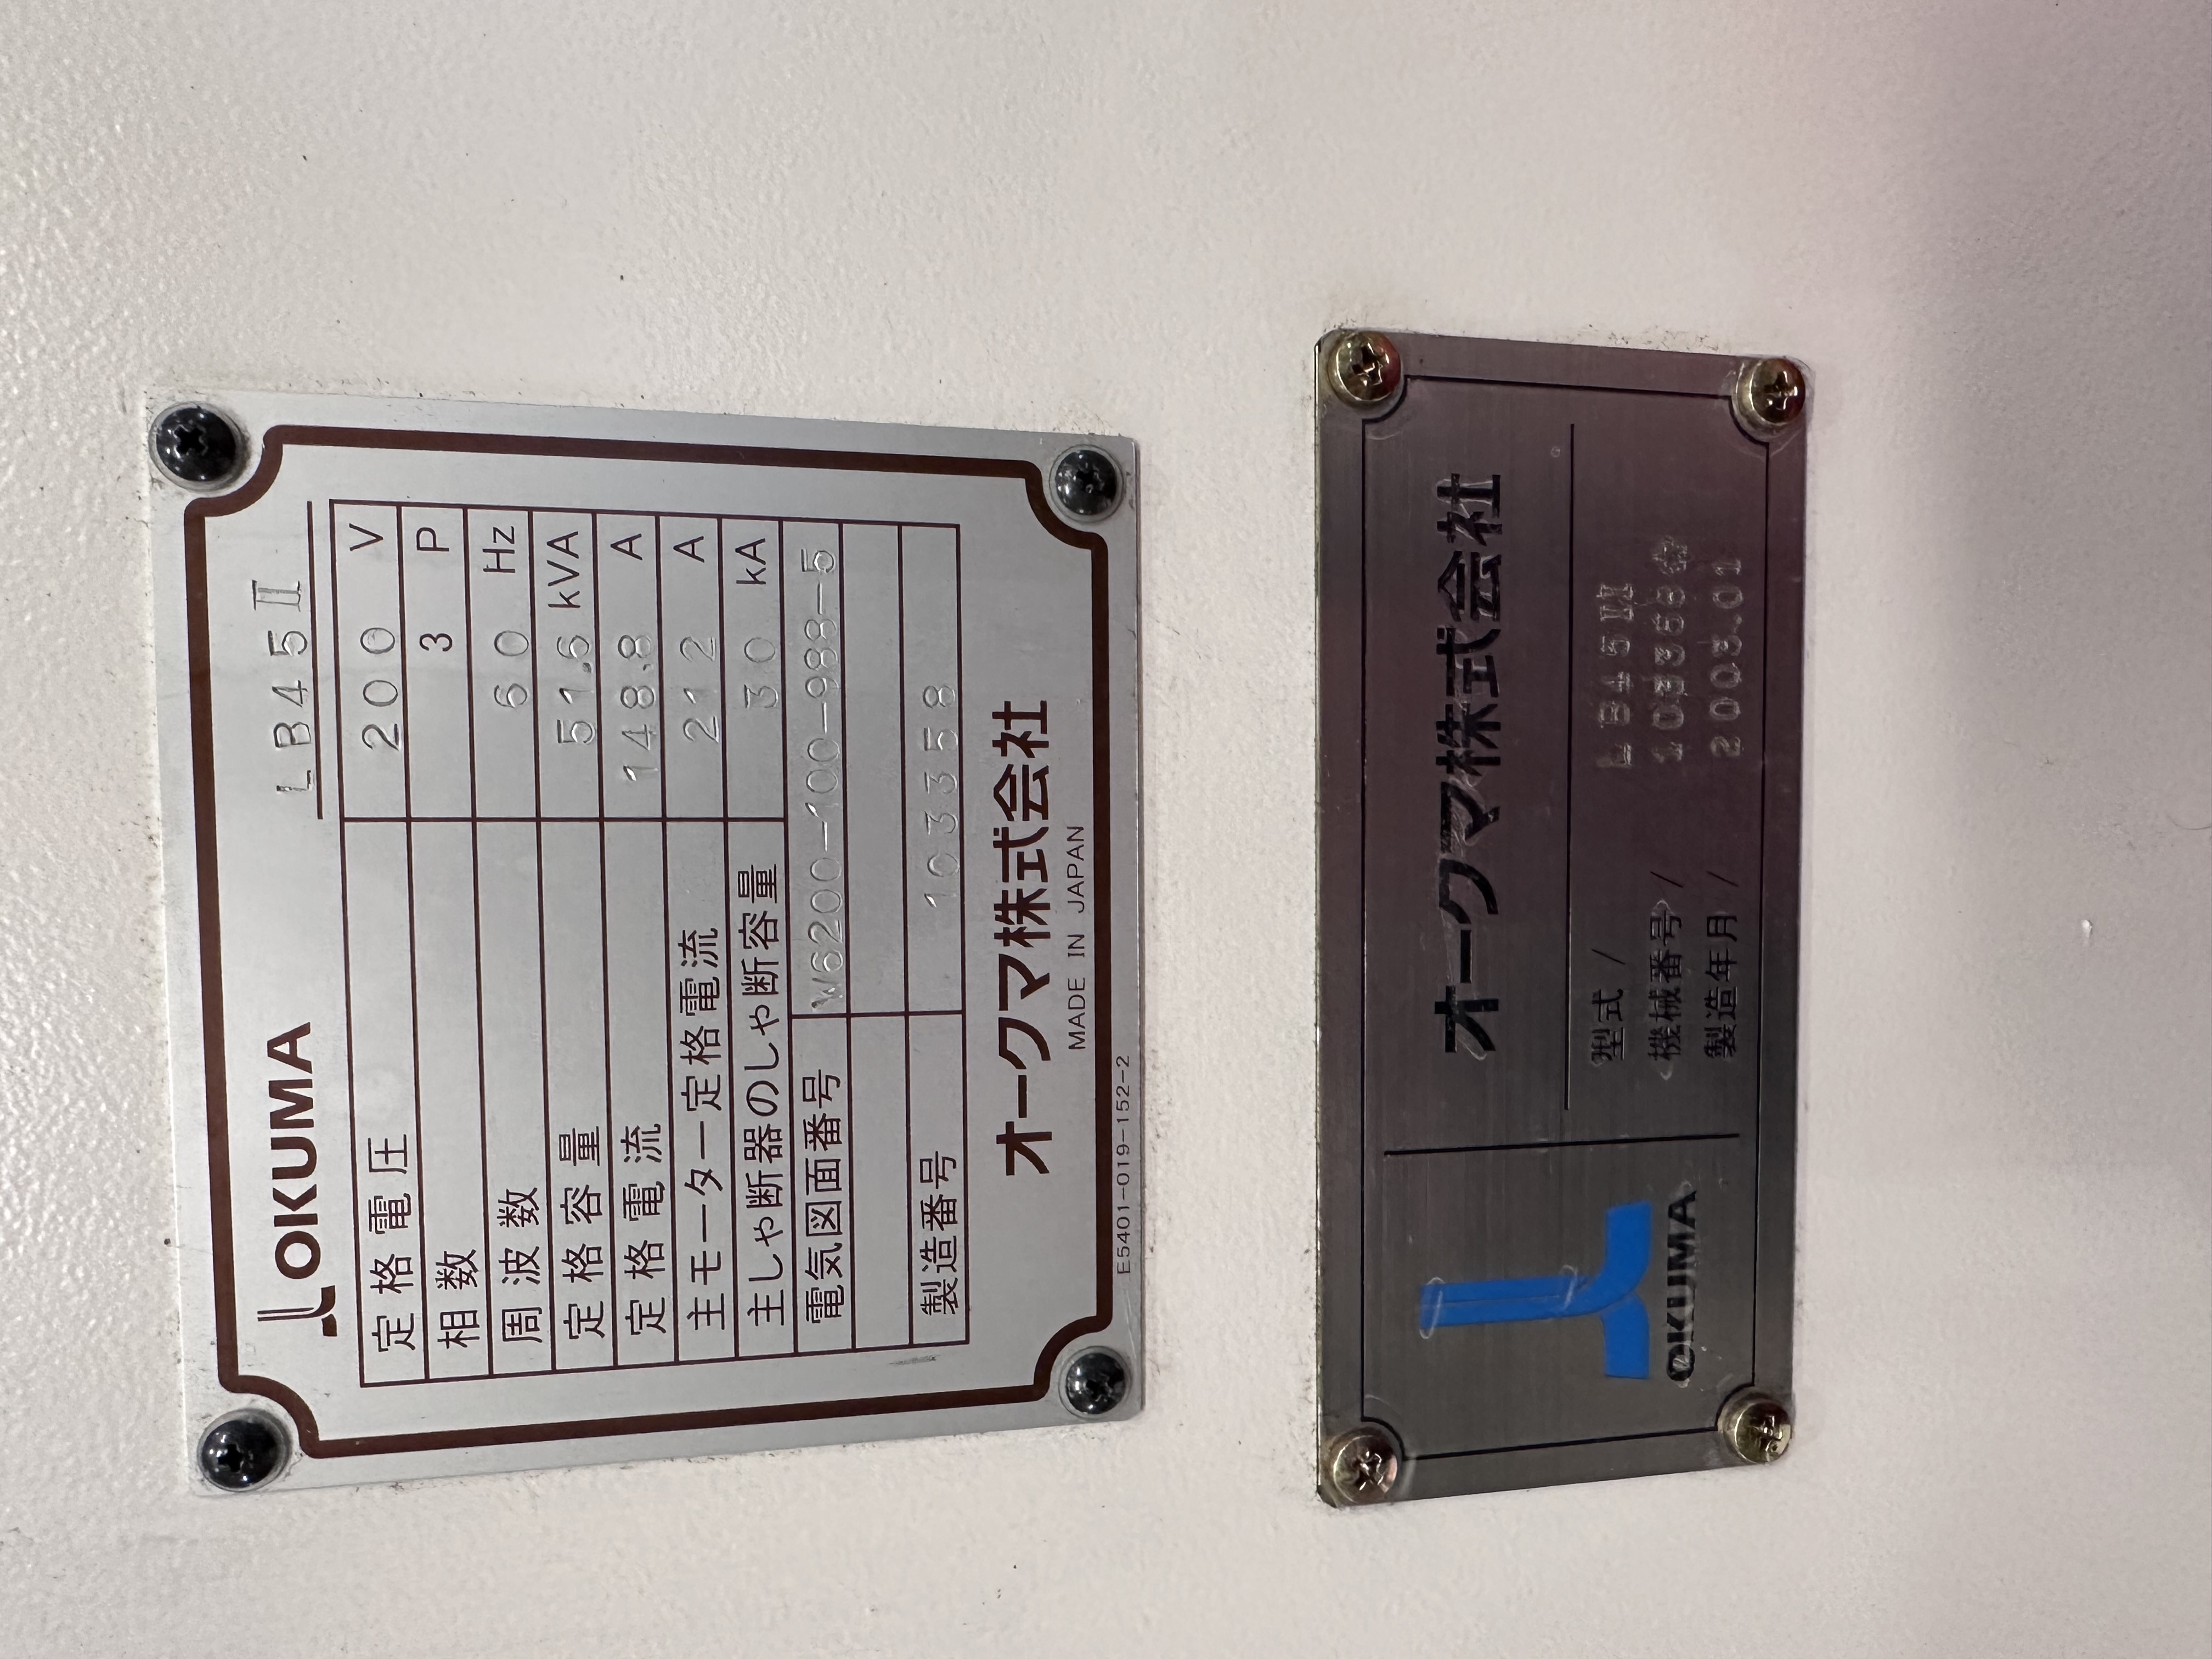 OKUMA LB45Ⅱ
定格電圧 200 V
相数 3 P
周波数 60 Hz
定格容量 51.6 kVA
定格電流 148.8 A
主モーター定格電流 212 A
主しゃ断器のしゃ断容量 30 kA
電気図面番号 W6200-100-988-5
製造番号 103358
オークマ株式会社
MADE IN JAPAN
E5401-019-152-2
OKUMA
オークマ株式会社
型式/ LB45Ⅱ
機械番号/
製造年月/ 2003.01